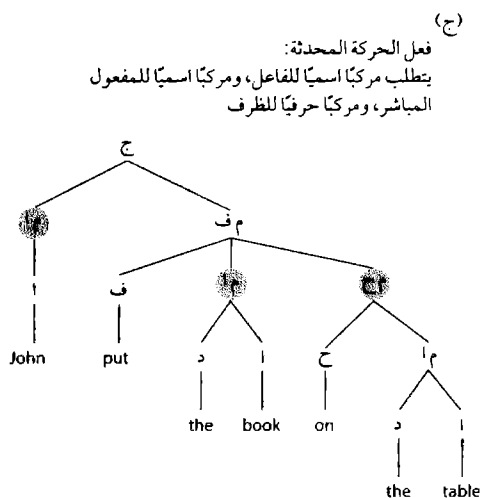 (ج)
فعل الحركة المحدثة:
يتطلب مركبًا اسميًا للفاعل، ومركبًا اسميًا للمفعول
المباشر، ومركبًا حرفيًا للظرف
ج
م ا م ف
ا ف م ا م ح
John put د ا ح م ا
the book on د ا
the table